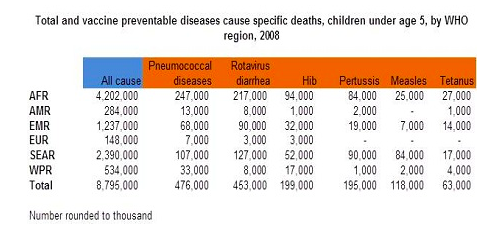 Total and vaccine preventable diseases cause specific deaths, children under age 5, by WHO
region, 2008
Pneumococcal Rotavirus
All cause diseases diarrhea Hib Pertussis Measles Tetanus
AFR 4,202,000 247,000 217,000 94,000 84,000 25,000 27,000
AMR 284,000 13,000 8,000 1,000 2,000 - 1,000
EMR 1,237,000 68,000 90,000 32,000 19,000 7,000 14,000
EUR 148,000 7,000 3,000 3,000 - - -
SEAR 2,390,000 107,000 127,000 52,000 90,000 84,000 17,000
WPR 534,000 33,000 8,000 17,000 1,000 2,000 4,000
Total 8,795,000 476,000 453,000 199,000 195,000 118,000 63,000
Number rounded to thousand